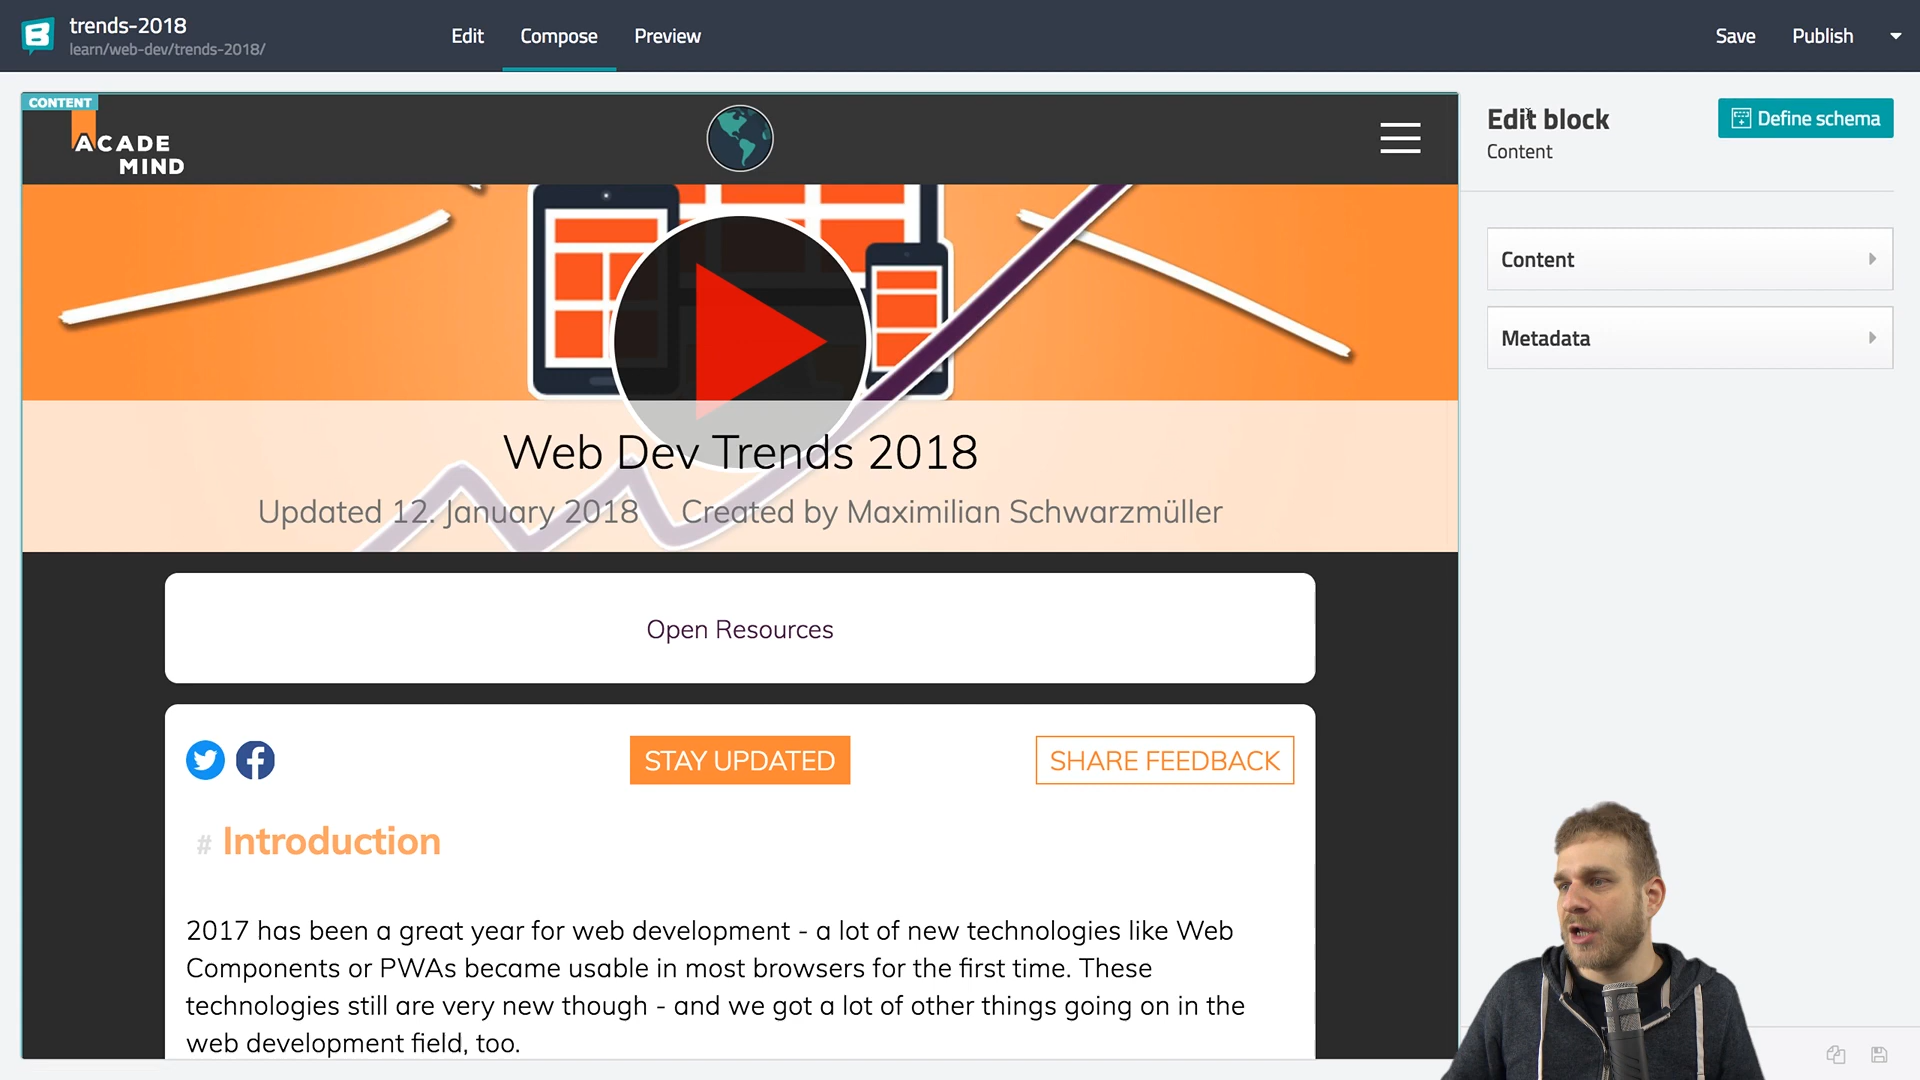 trends-2018
learn/web-dev/trends-2018/
Edit
Compose
Preview
Save
Publish
CONTENT
ACADE
MIND
Edit block
Content
Define schema
Content
Metadata
Web Dev Trends 2018
Updated 12. January 2018 Created by Maximilian Schwarzmüller
Open Resources
STAY UPDATED
SHARE FEEDBACK
# Introduction
2017 has been a great year for web development - a lot of new technologies like Web
Components or PWAs became usable in most browsers for the first time. These
technologies still are very new though - and we got a lot of other things going on in the
web development field, too.